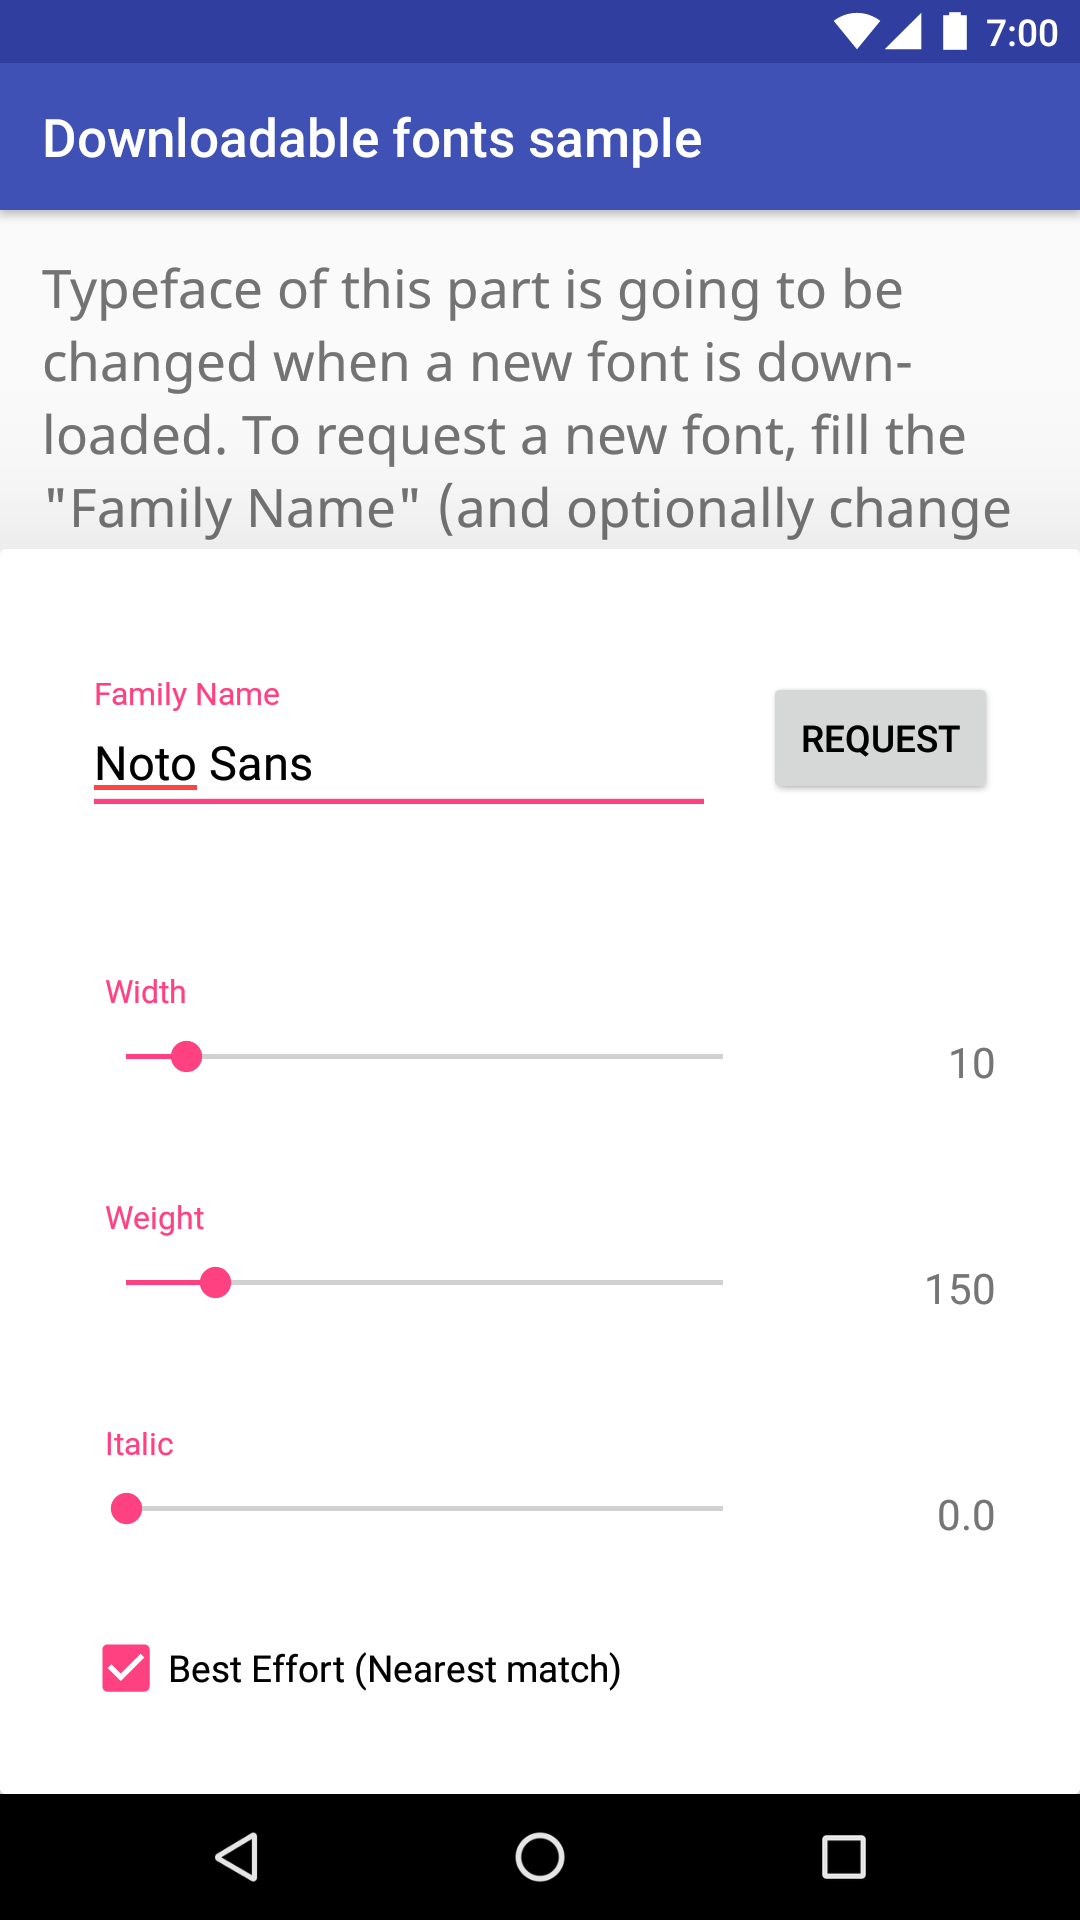 7:00
Downloadable fonts sample
Typeface of this part is going to be
changed when a new font is down-
loaded. To request a new font, fill the
"Family Name" (and optionally change
Family Name
Noto Sans
REQUEST
Width
10
Weight
150
Italic
0.0
Best Effort (Nearest match)